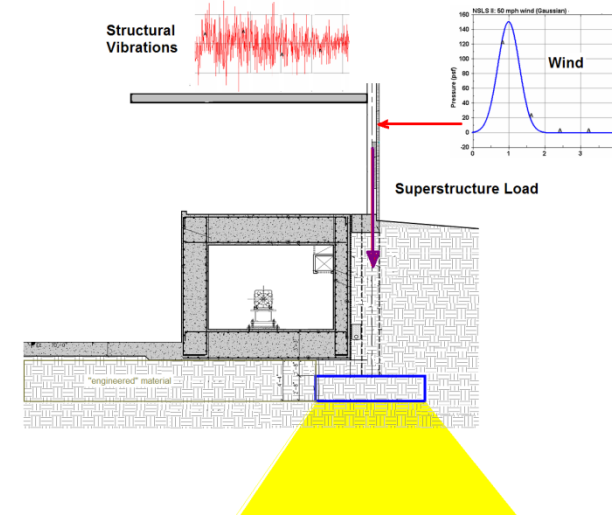 Structural
Vibrations
NSLS II: 50 mph wind (Gaussian)
160
140
120
100
80
60
40
20
0
-20
Pressure (psf)
Wind
0
1
2
3
Superstructure Load
"engineered" material